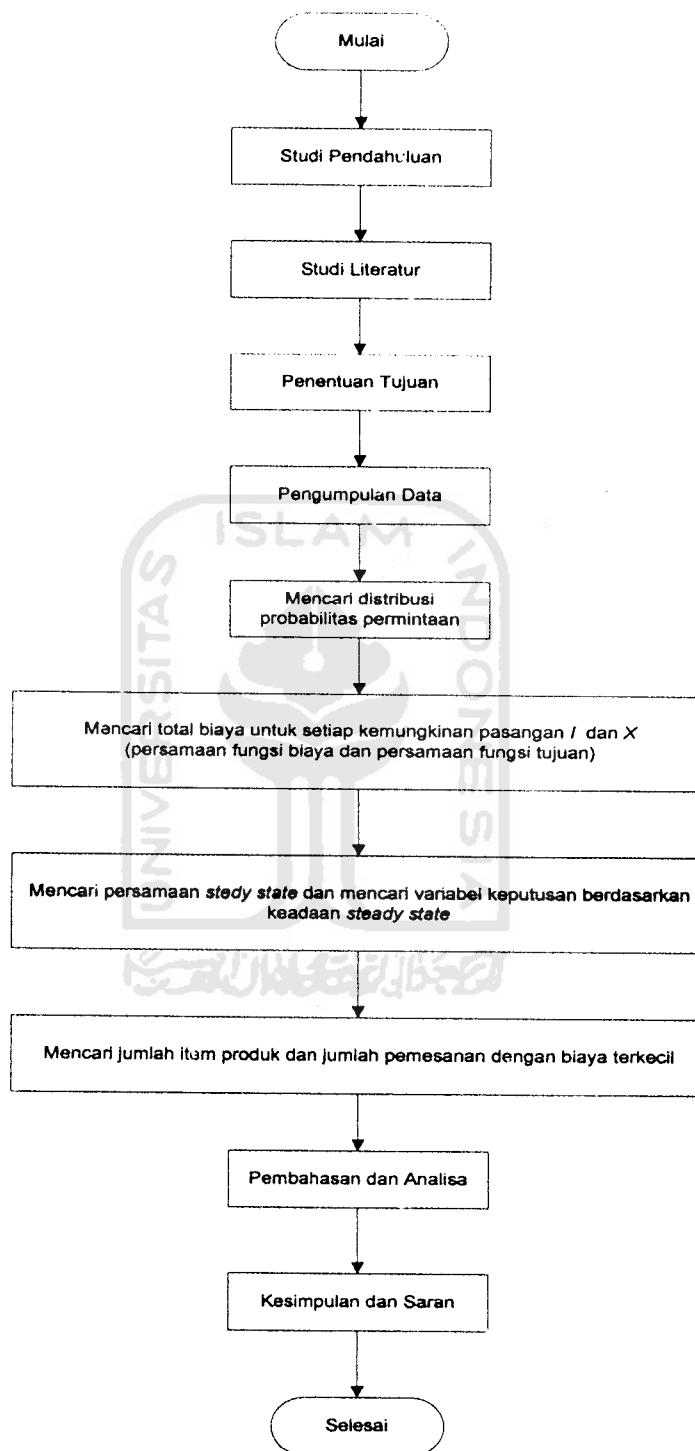 Mulai
Studi Pendahuluan
Studi Literatur
Penentuan Tujuan
Pengumpulan Data
UNIVERSITAS ISLAM INDONESIA
Mencari distribusi
probabilitas permintaan
Mencari total biaya untuk setiap kemungkinan pasangan I dan X
(persamaan fungsi biaya dan persamaan fungsi tujuan)
Mencari persamaan stedy state dan mencari variabel keputusan berdasarkan
keadaan steady state
Mencari jumlah item produk dan jumlah pemesanan dengan biaya terkecil
Pembahasan dan Analisa
Kesimpulan dan Saran
Selesai